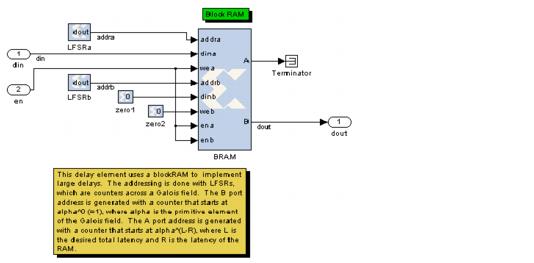 Block RAM
dout
LFSRa
addra
addra
1
din
din
dina
wea
A
Terminator
2
en
dout
LFSRb
addrb
addrb
0
zero1
dinb
0
zero2
web
B
dout
1
dout
ena
enb
BRAM
This delay element uses a blockRAM to implement
large delays. The addressing is done with LFSRs,
which are counters across a Galois field. The B port
address is generated with a counter that starts at
alpha^0 (=1), where alpha is the primitive element
of the Galois field. The A port address is generated
with a counter that starts at alpha^(L-R), where L is
the desired total latency and R is the latency of the
RAM.